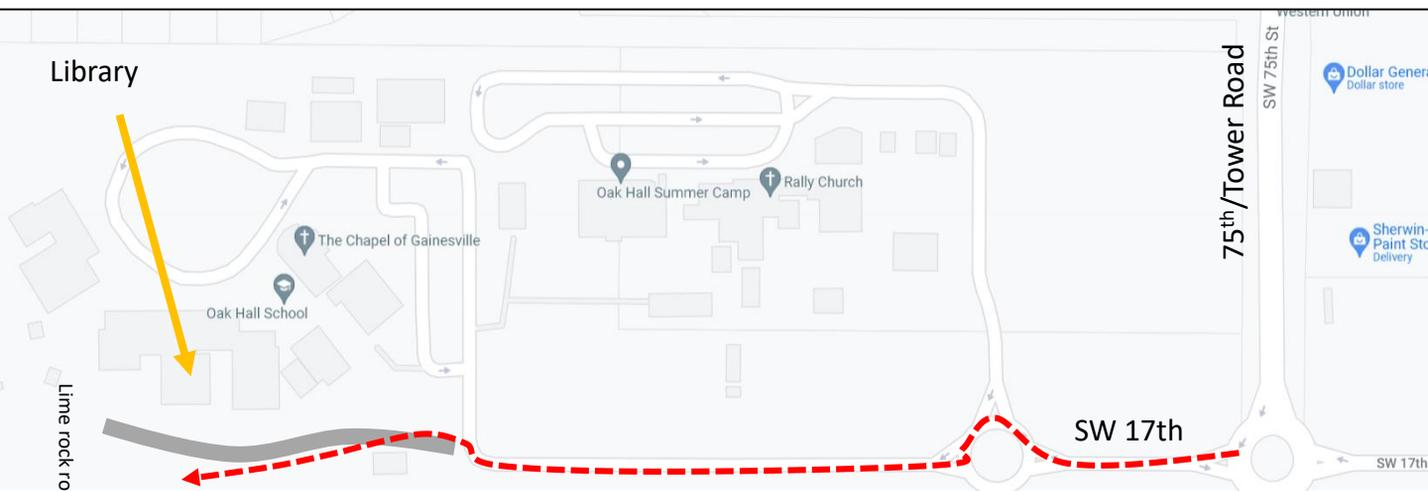 Western Union
Library
SW 75th St
75th/Tower Road
Dollar Genera
Dollar store
Oak Hall Summer Camp
Rally Church
The Chapel of Gainesville
Sherwin-
Paint Sto
Delivery
Oak Hall School
Lime rock ro
SW 17th
SW 17th